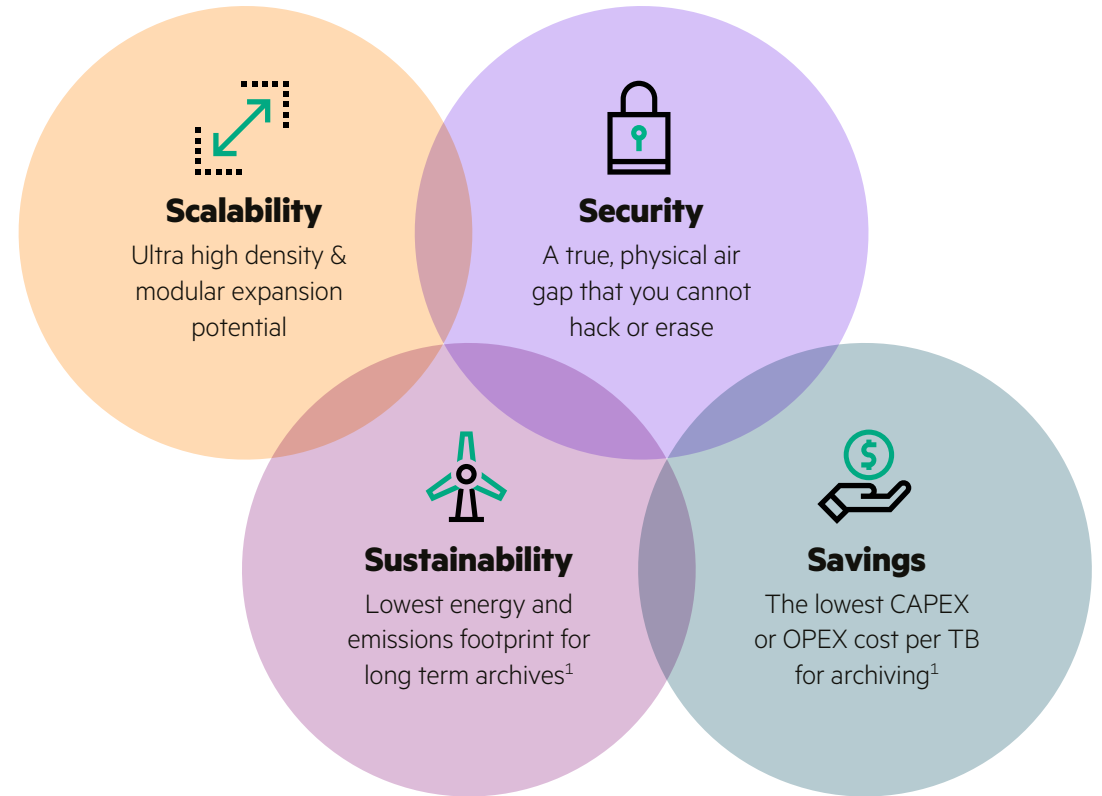 Scalability
Ultra high density &
modular expansion
potential
Security
A true, physical air
gap that you cannot
hack or erase
$
Sustainability
Lowest energy and
emissions footprint for
long term archives¹
Savings
The lowest CAPEX
or OPEX cost per TB
for archiving¹